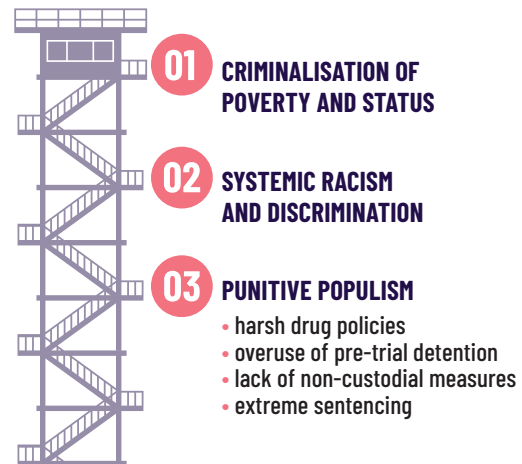 01
CRIMINALISATION OF
POVERTY AND STATUS
02
SYSTEMIC RACISM
AND DISCRIMINATION
03
PUNITIVE POPULISM
• harsh drug policies
• overuse of pre-trial detention
• lack of non-custodial measures
• extreme sentencing